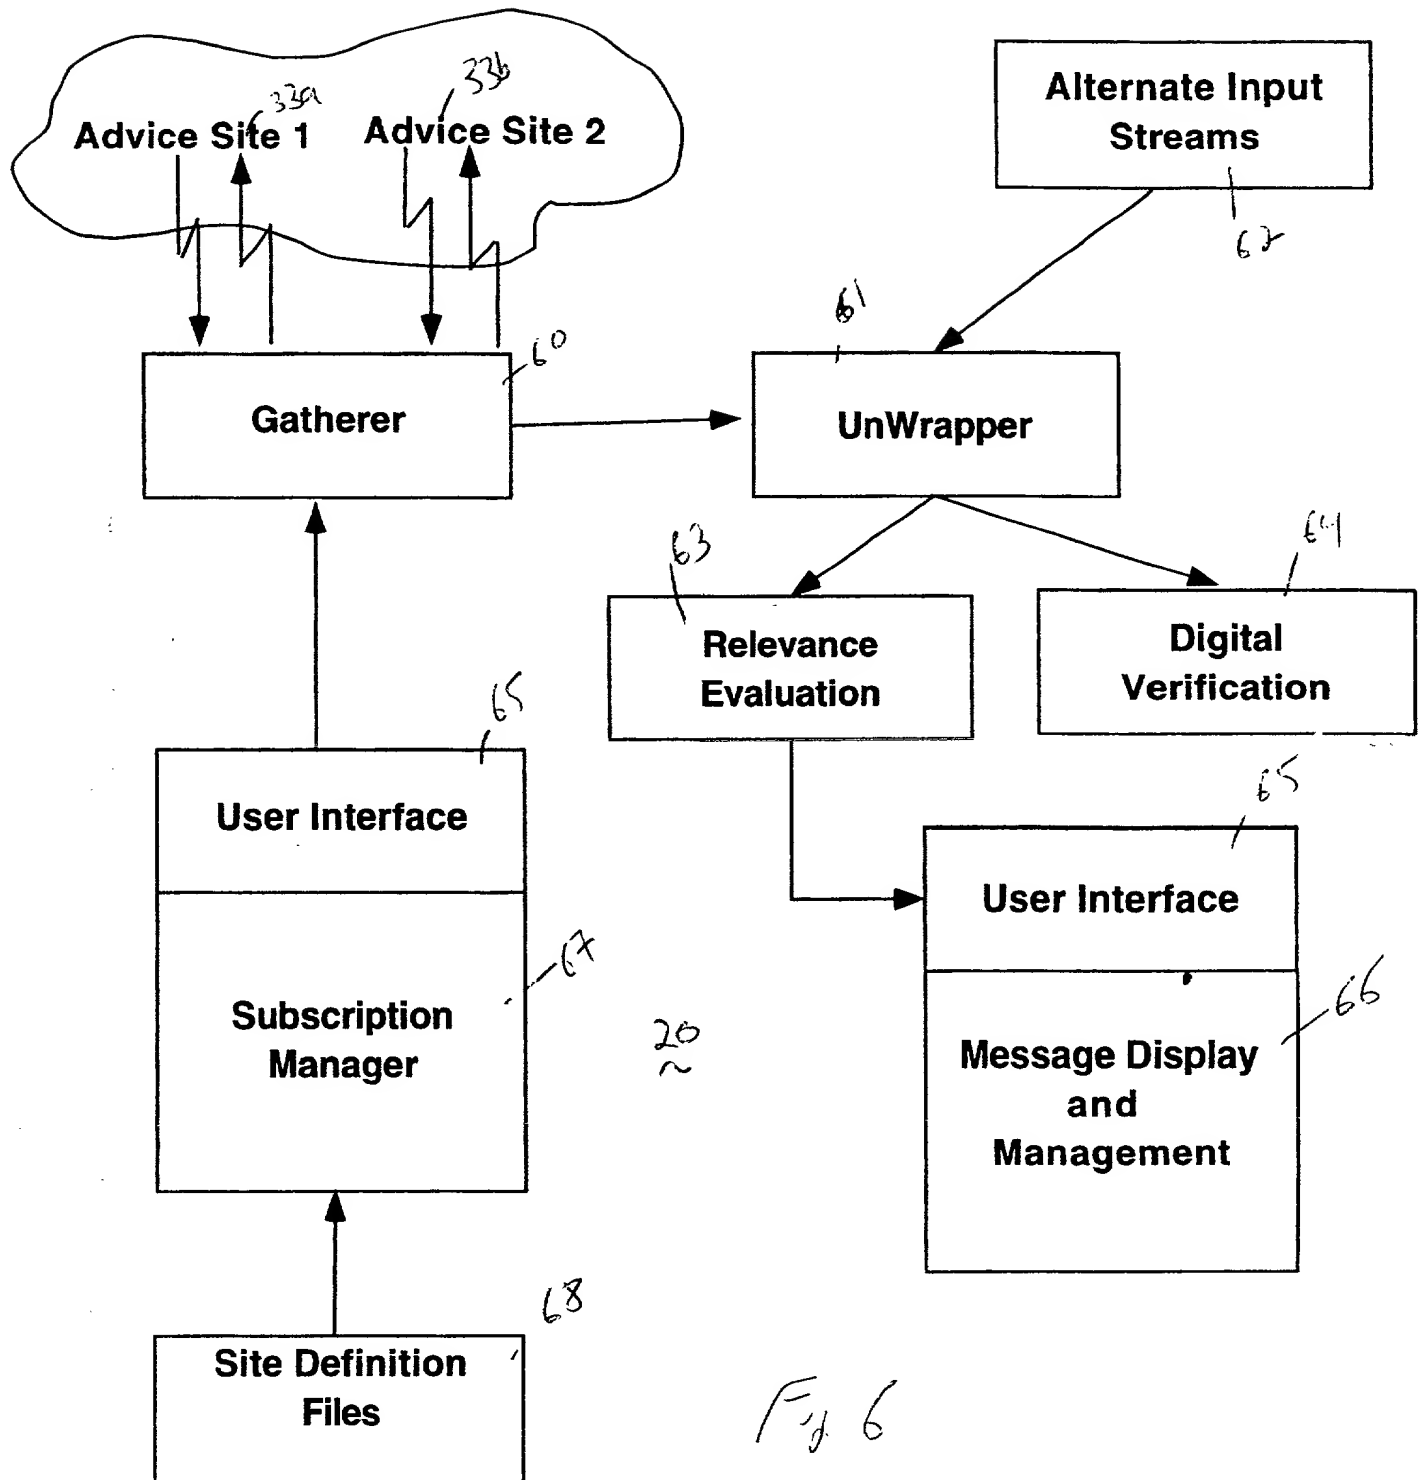 33a
33b
Advice Site 1
Advice Site 2
Alternate Input
Streams
62
61
60
Gatherer
UnWrapper
63
64
Relevance
Evaluation
Digital
Verification
65
User Interface
65
User Interface
67
Subscription
Manager
20
66
Message Display
and
Management
68
Site Definition
Files
Fig. 6